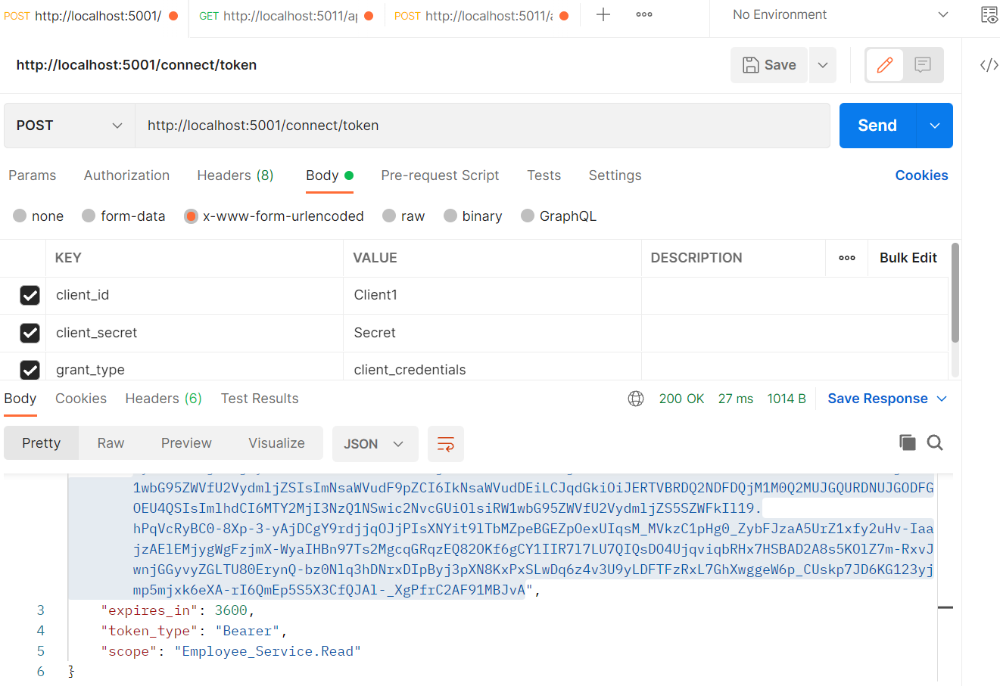 POST http://localhost:5001/ GET http://localhost:5011/ap POST http://localhost:5011/a No Environment
http://localhost:5001/connect/token Save
POST http://localhost:5001/connect/token Send
Params Authorization Headers (8) Body Pre-request Script Tests Settings Cookies
none form-data x-www-form-urlencoded raw binary GraphQL
KEY VALUE DESCRIPTION Bulk Edit
client_id Client1
client_secret Secret
grant_type client_credentials
Body Cookies Headers (6) Test Results 200 OK 27 ms 1014 B Save Response
Pretty Raw Preview Visualize JSON
1wbG95ZWVfU2VydmljZSIsImNsaWVudF9pZCI6IkNsaWVudDEiLCJqdGkiOiJERTVBRDQ2NDFDQjM1M0Q2MUJGQURDNUJGODFG
OEU4QSIsImlhdCI6MTY2MjI3NzQ1NSwic2NvcGUiOlsiRW1wbG95ZWVfU2VydmljZS5SZWFkIl19.
hPqVcRyBC0-8Xp-3-yAjDCgY9rdjjqOJjPIsXNYit9lTbMZpeBGEZpOexUIqsM_MVkzC1pHg0_ZybFJzaA5UrZ1xfy2uHv-Iaa
jzAElEMjygWgFzjmX-WyaIHBn97Ts2MgcqGRqzEQ82OKf6gCY1IIR7l7LU7QIQsDO4UjqviqbRHx7HSBAD2A8s5KOlZ7m-RxvJ
wnjGGyvyZGLTU80ErynQ-bz0Nlq3hDNrxDIpByj3pXN8KxPxSLwDq6z4v3U9yLDFTFzRxL7GhXwggeW6p_CUskp7JD6KG123yj
mp5mjxk6eXA-rI6QmEp5S5X3CfQJAl-_XgPfrC2AF91MBJvA",
3 "expires_in": 3600,
4 "token_type": "Bearer",
5 "scope": "Employee_Service.Read"
6 }